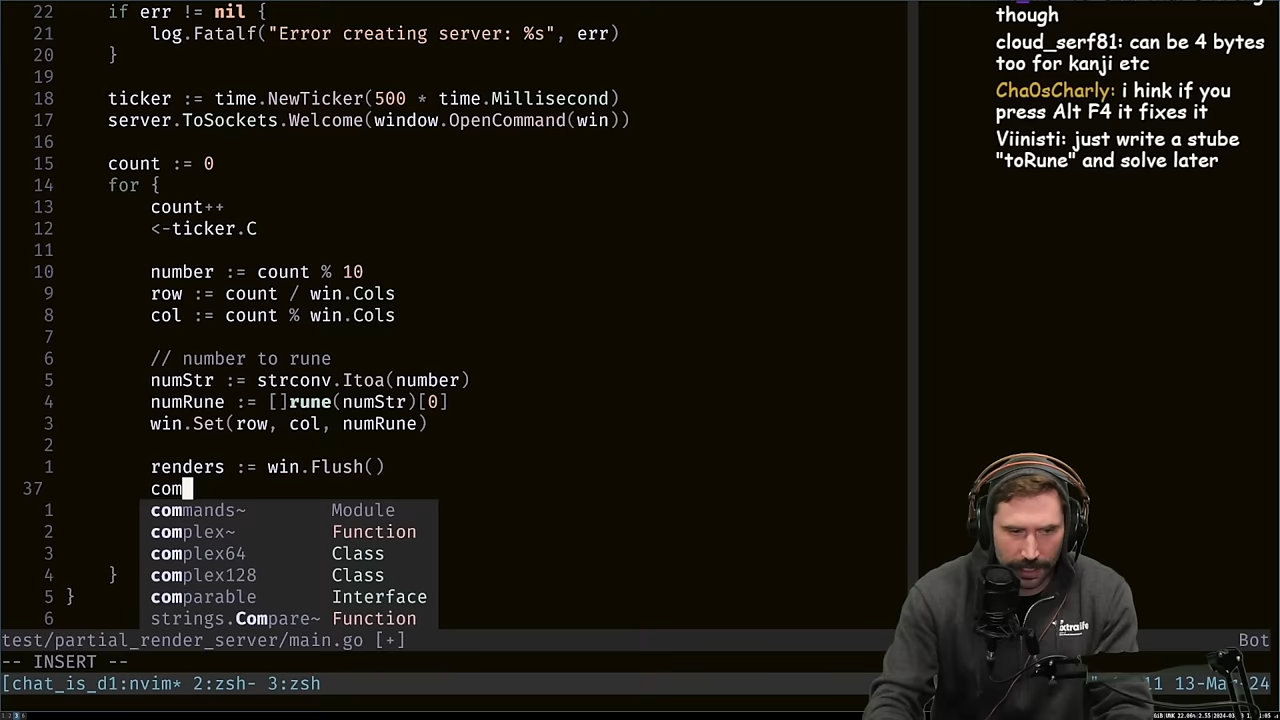 22 if err != nil {
21 log.Fatalf("Error creating server: %s", err)
20 }
19
18 ticker := time.NewTicker(500 * time.Millisecond)
17 server.ToSockets.Welcome(window.OpenCommand(win))
16
15 count := 0
14 for {
13 count++
12 <-ticker.C
11
10 number := count % 10
9 row := count / win.Cols
8 col := count % win.Cols
7
6 // number to rune
5 numStr := strconv.Itoa(number)
4 numRune := []rune(numStr)[0]
3 win.Set(row, col, numRune)
2
1 renders := win.Flush()
37 com
1 commands~ Module
2 complex~ Function
3 complex64 Class
4 } complex128 Class
5 } comparable Interface
6 strings.Compare~ Function
test/partial_render_server/main.go [+] Bot
-- INSERT --
[chat_is_d1:nvim* 2:zsh- 3:zsh
11 13-Mar-24
though
cloud_serf81: can be 4 bytes
too for kanji etc
ChaOsCharly: i hink if you
press Alt F4 it fixes it
Viinisti: just write a stube
"toRune" and solve later
xtralife